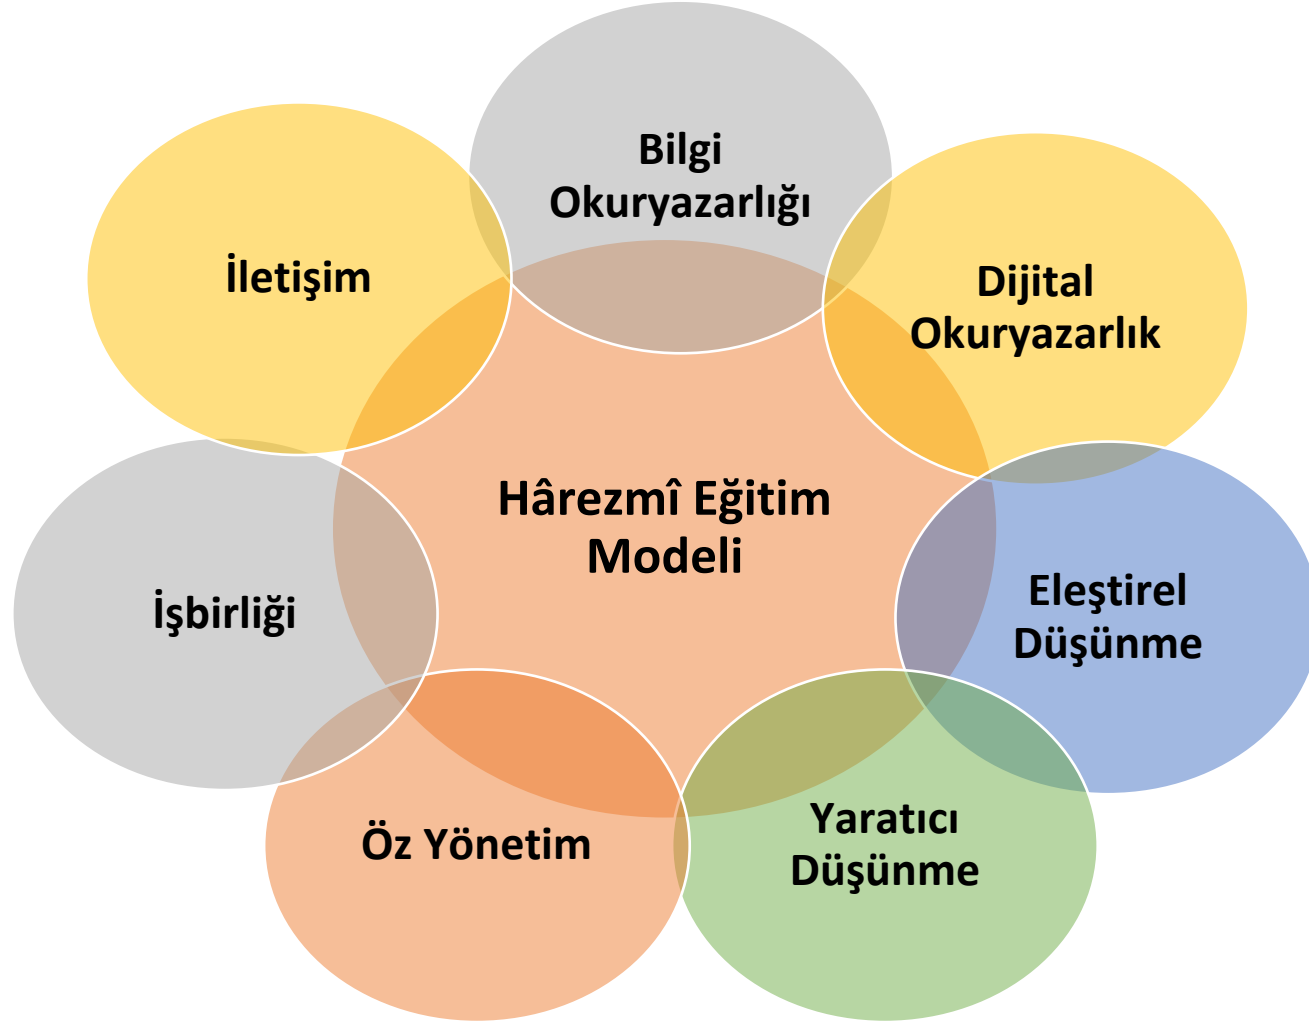 Bilgi
Okuryazarlığı
İletişim
Dijital
Okuryazarlık
Hârezmî Eğitim
Modeli
İşbirliği
Eleştirel
Düşünme
Öz Yönetim
Yaratıcı
Düşünme